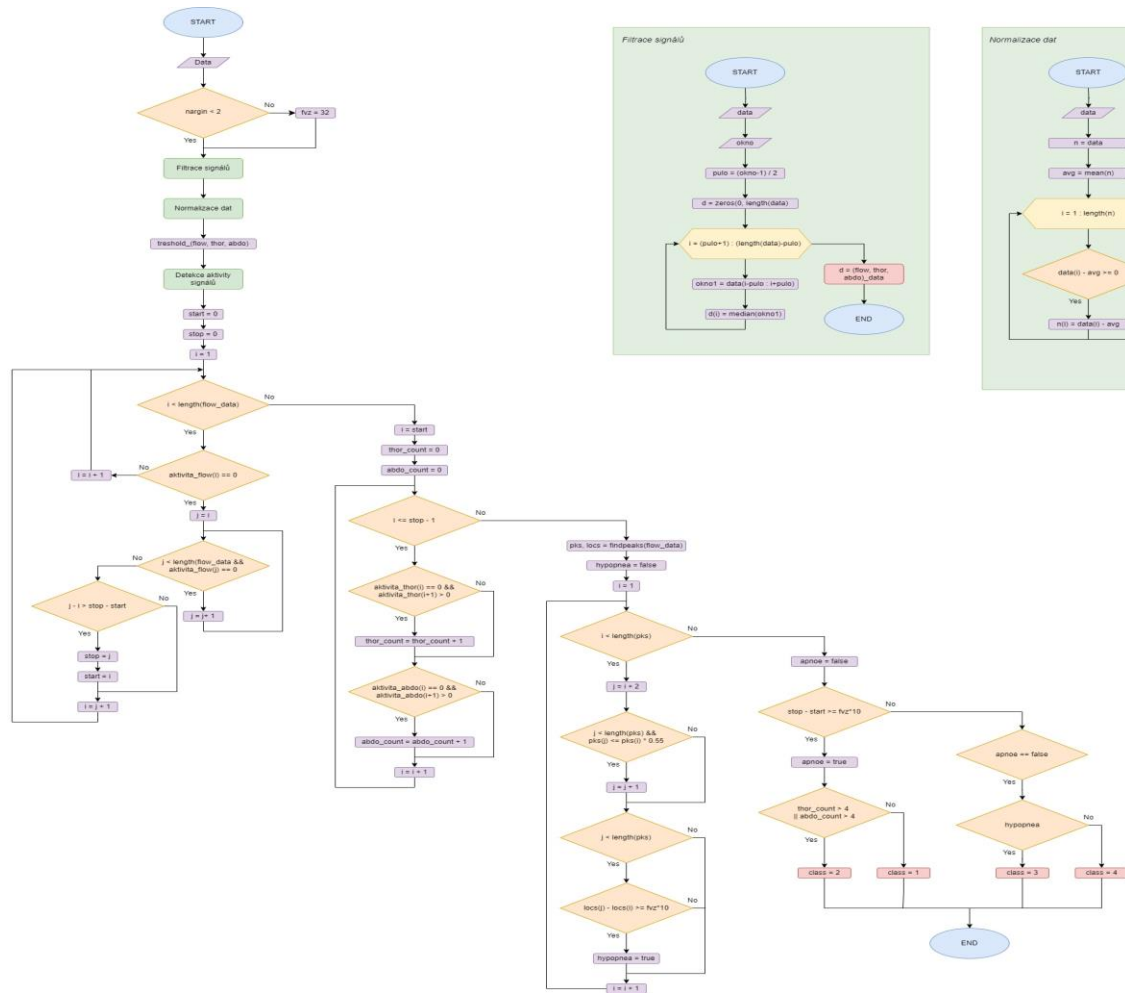 START
Data
nargin < 2
No
fvz = 32
Yes
Filtrace signálů
Normalizace dat
treshold_(flow, thor, abdo)
Detekce aktivity
signálů
start = 0
stop = 0
i = 1
i < length(flow_data)
No
Yes
aktivita_flow(i) == 0
No
i = i + 1
Yes
j = i
j < length(flow_data &&
aktivita_flow(j) == 0
No
Yes
j = j+ 1
j - i > stop - start
No
Yes
stop = j
start = i
i = j + 1
i = start
thor_count = 0
abdo_count = 0
i <= stop - 1
No
Yes
aktivita_thor(i) == 0 &&
aktivita_thor(i+1) > 0
No
Yes
thor_count = thor_count + 1
aktivita_abdo(i) == 0 &&
aktivita_abdo(i+1) > 0
No
Yes
abdo_count = abdo_count + 1
i = i + 1
pks, locs = findpeaks(flow_data)
hypopnea = false
i = 1
i < length(pks)
No
Yes
j = i + 2
j < length(pks) &&
pks(j) <= pks(i) * 0.55
No
Yes
j = j + 1
j < length(pks)
No
Yes
locs(j) - locs(i) >= fvz*10
No
Yes
hypopnea = true
i = i + 1
apnoe = false
stop - start >= fvz*10
No
Yes
apnoe = true
thor_count > 4
|| abdo_count > 4
No
Yes
class = 2
class = 1
apnoe == false
Yes
hypopnea
No
Yes
class = 3
class = 4
END
Filtrace signálů
START
data
okno
pulo = (okno-1) / 2
d = zeros(0, length(data)
i = (pulo+1) : (length(data)-pulo)
okno1 = data(i-pulo : i+pulo)
d(i) = median(okno1)
d = (flow, thor,
abdo)_data
END
Normalizace dat
START
data
n = data
avg = mean(n)
i = 1 : length(n)
data(i) - avg >= 0
Yes
n(i) = data(i) - avg